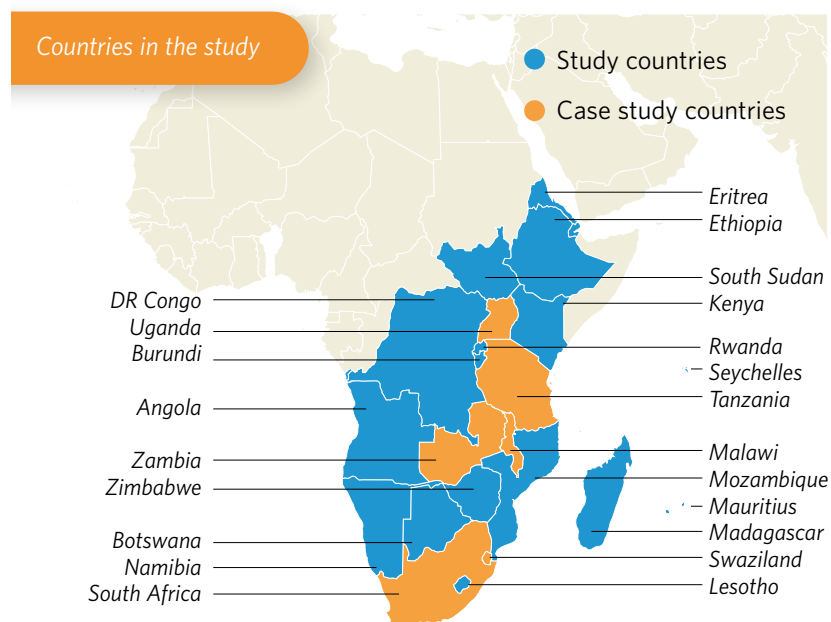 Countries in the study
Study countries
Case study countries
Eritrea
Ethiopia
South Sudan
Kenya
Rwanda
Seychelles
Tanzania
Malawi
Mozambique
Mauritius
Madagascar
Swaziland
Lesotho
DR Congo
Uganda
Burundi
Angola
Zambia
Zimbabwe
Botswana
Namibia
South Africa